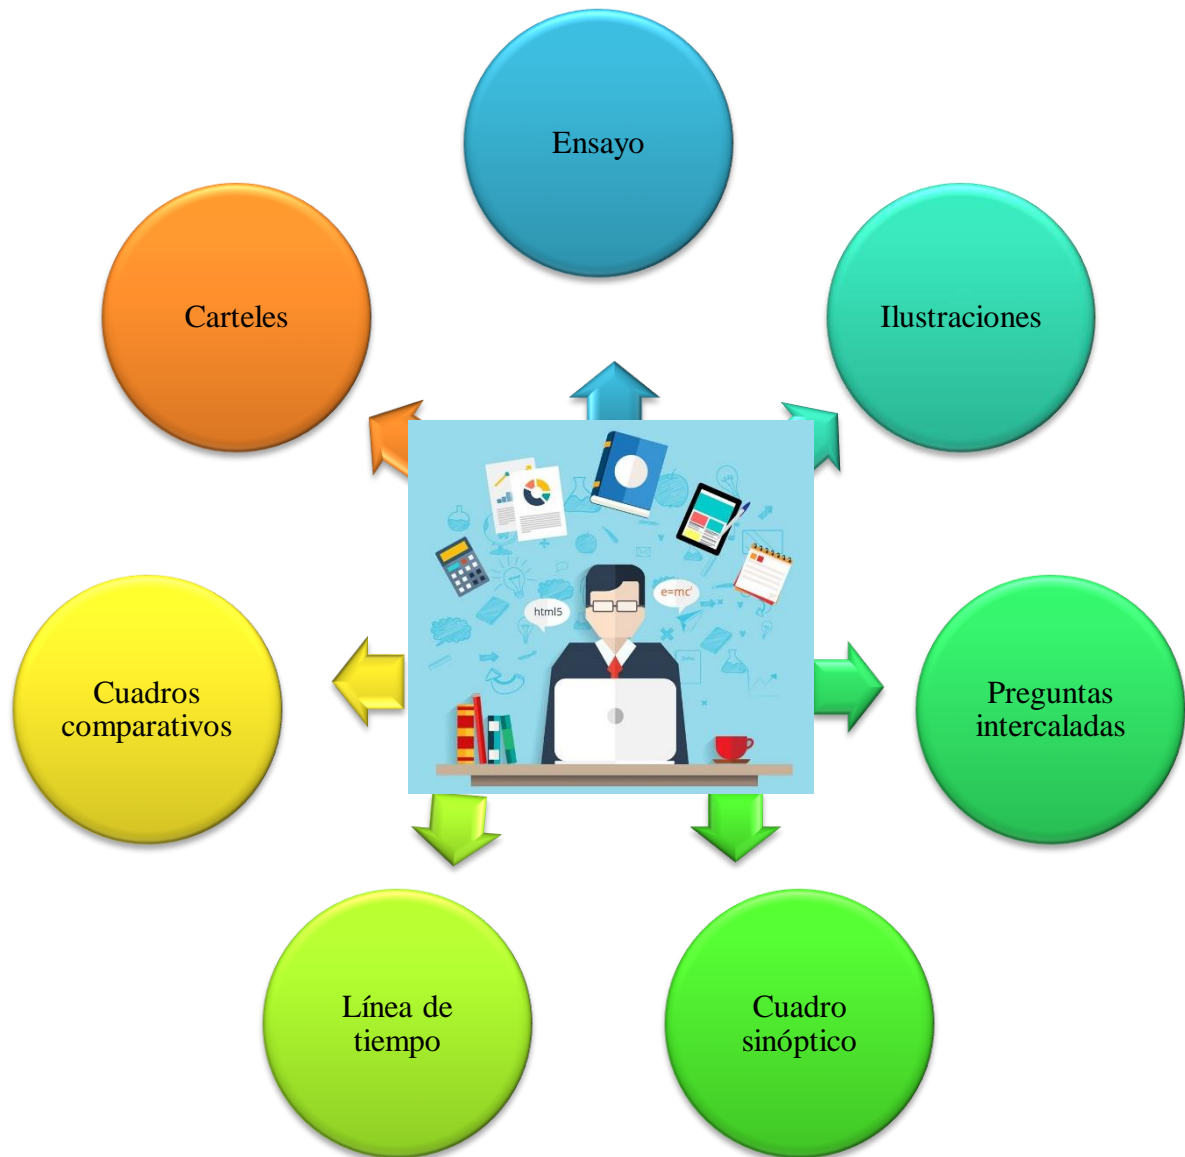 Ensayo
Carteles
Ilustraciones
html5
e=mc'
Cuadros
comparativos
Preguntas
intercaladas
Línea de
tiempo
Cuadro
sinóptico